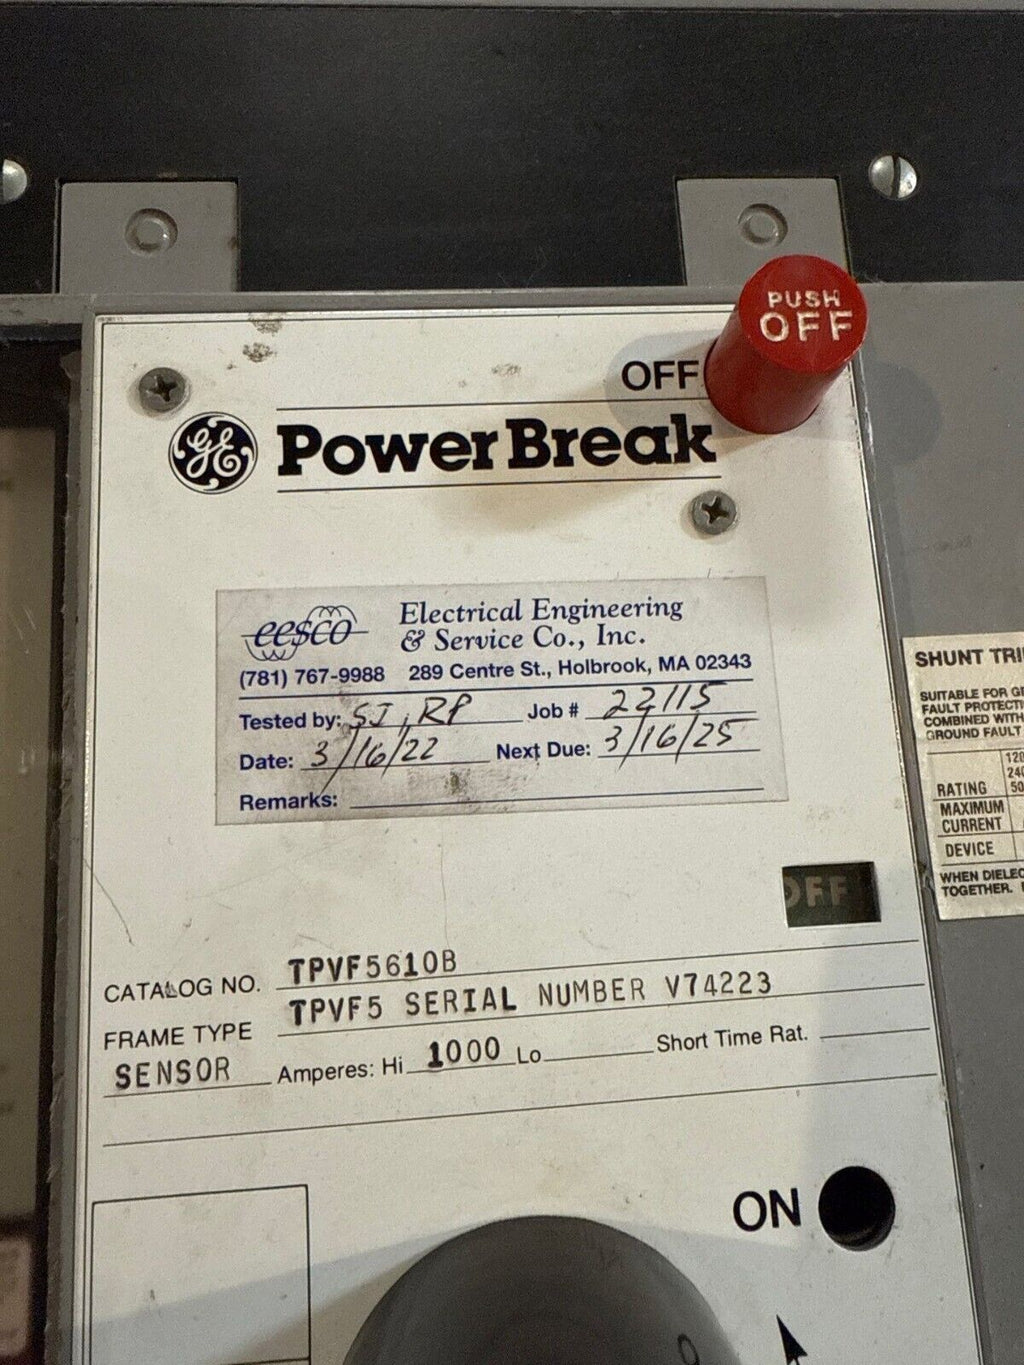 PUSH
OFF
OFF
GE PowerBreak
eesco Electrical Engineering
& Service Co., Inc.
(781) 767-9988 289 Centre St., Holbrook, MA 02343
Tested by: SJ, RP Job # 22115
Date: 3/16/22 Next Due: 3/16/25
Remarks:
SHUNT
SUITABLE FOR
FAULT
COMBINED WITH
GROUND FAULT
RATING
MAXIMUM
CURRENT
DEVICE
WHEN
TOGETHER.
OFF
CATALOG NO. TPVF5610B
FRAME TYPE TPVF5 SERIAL NUMBER V74223
SENSOR Amperes: Hi 1000 Lo Short Time Rat.
ON